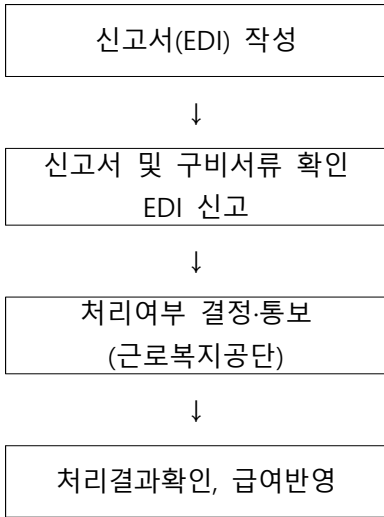 신고서(EDI) 작성
↓
신고서 및 구비서류 확인
EDI 신고
↓
처리여부 결정·통보
(근로복지공단)
↓
처리결과확인, 급여반영